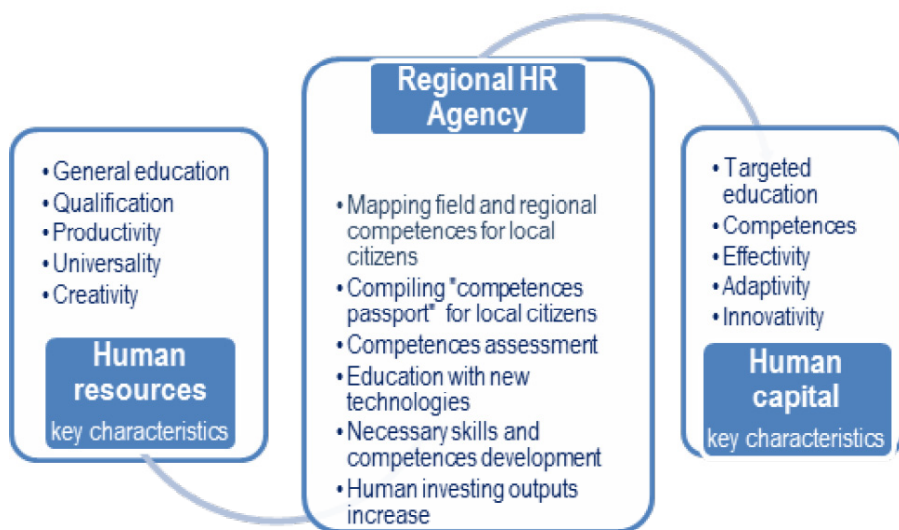 • General education
• Qualification
• Productivity
• Universality
• Creativity
Human
resources
key characteristics
Regional HR
Agency
• Mapping field and regional
competences for local
citizens
• Compiling "competences
passport" for local citizens
• Competences assessment
• Education with new
technologies
• Necessary skills and
competences development
• Human investing outputs
increase
• Targeted
education
• Competences
• Effectivity
• Adaptivity
• Innovativity
Human
capital
key characteristics